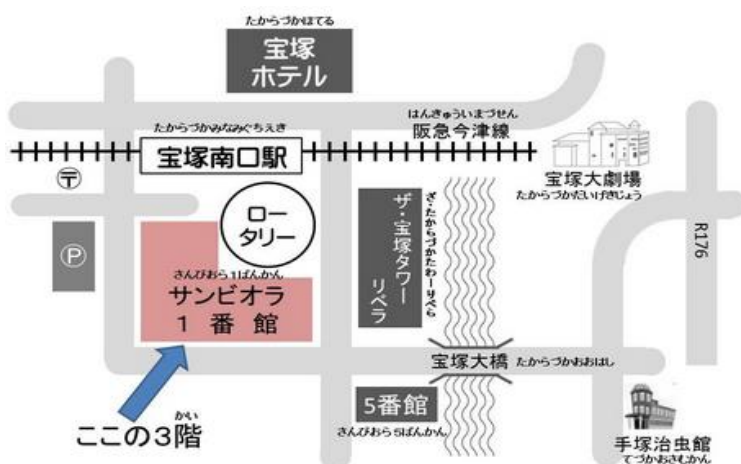 たからづかほてる
宝塚
ホテル
はんきゅういまづせん
阪急今津線
たからづかみなみぐちえき
宝塚南口駅
宝塚大劇場
たからづかだいげきじょう
〒
ロー
タリー
Ⓟ
さんびおら1ばんかん
サンビオラ
1番館
ザ・宝塚タワー
リベラ
ざ・たからづかたわーりべら
R176
宝塚大橋
たからづかおおはし
5番館
さんびおら5ばんかん
かい
ここの3階
手塚治虫館
てづかおさむかん